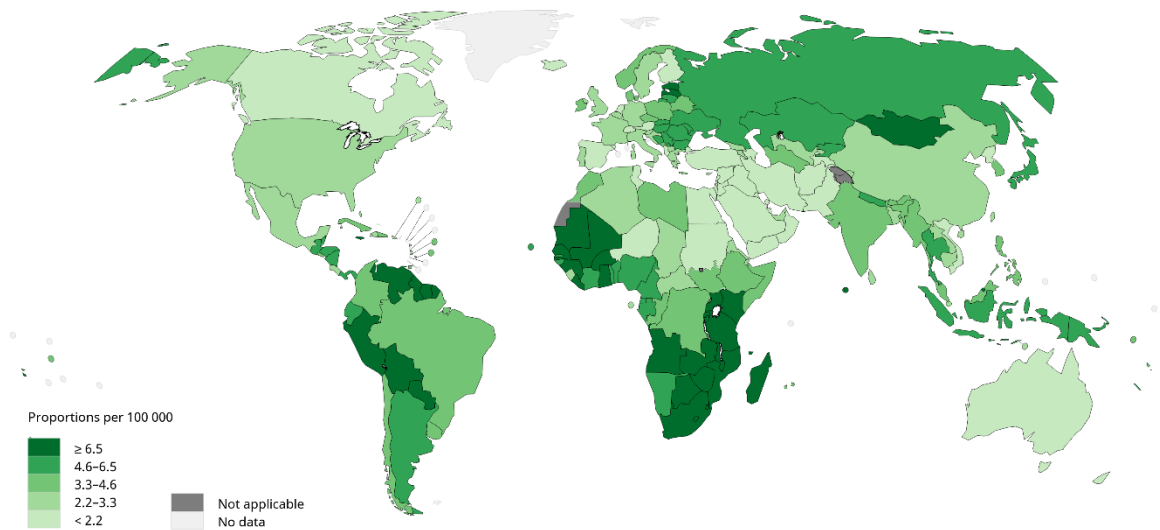 Proportions per 100 000
≥ 6.5
4.6–6.5
3.3–4.6
2.2–3.3
< 2.2
Not applicable
No data